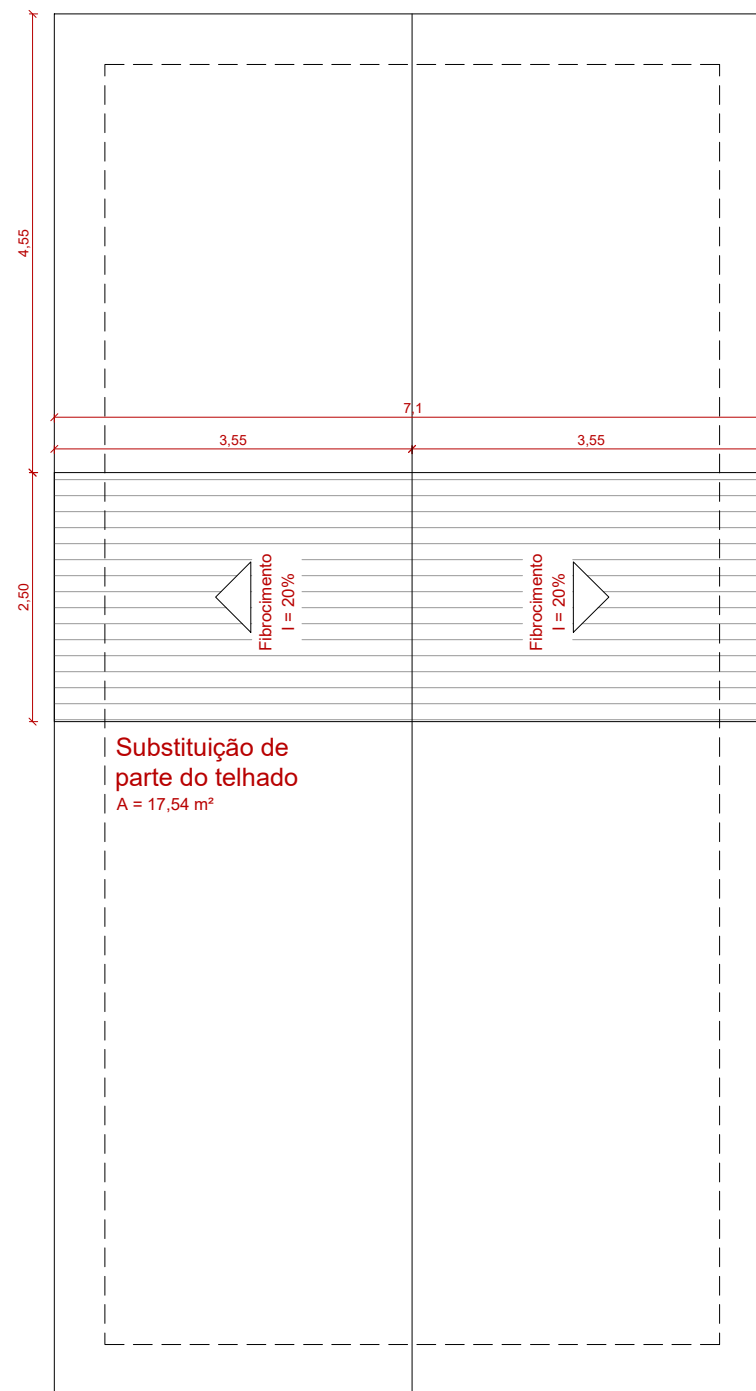 4,55
7,1
3,55
3,55
2,50
Fibrocimento
I = 20%
Fibrocimento
I = 20%
Substituição de
parte do telhado
A = 17,54 m²